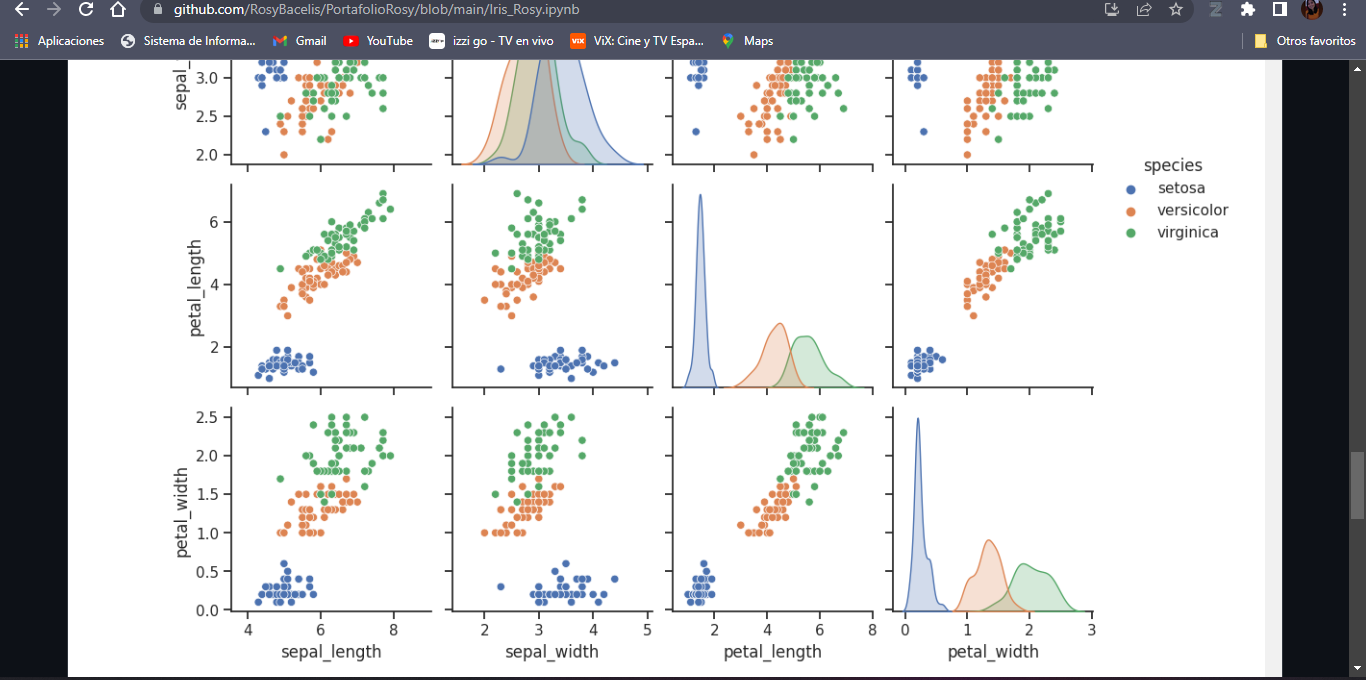 github.com/RosyBacelis/PortafolioRosy/blob/main/Iris_Rosy.ipynb
Aplicaciones Sistema de Informa... Gmail YouTube izzi go - TV en vivo ViX: Cine y TV Espa... Maps Otros favoritos
sepal_
3.0
2.5
2.0
species
setosa
versicolor
virginica
petal_length
6
4
2
petal_width
2.5
2.0
1.5
1.0
0.5
0.0
4 6 8 2 3 4 5 2 4 6 8 0 1 2 3
sepal_length sepal_width petal_length petal_width